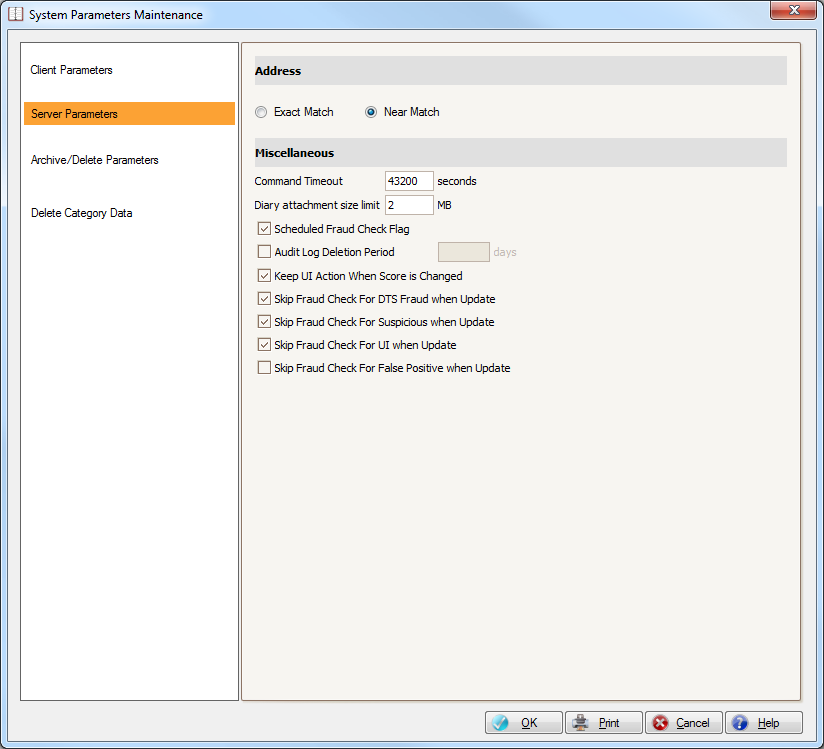 System Parameters Maintenance
Client Parameters
Server Parameters
Archive/Delete Parameters
Delete Category Data
Address
Exact Match Near Match
Miscellaneous
Command Timeout 43200 seconds
Diary attachment size limit 2 MB
Scheduled Fraud Check Flag
Audit Log Deletion Period days
Keep UI Action When Score is Changed
Skip Fraud Check For DTS Fraud when Update
Skip Fraud Check For Suspicious when Update
Skip Fraud Check For UI when Update
Skip Fraud Check For False Positive when Update
OK Print Cancel Help